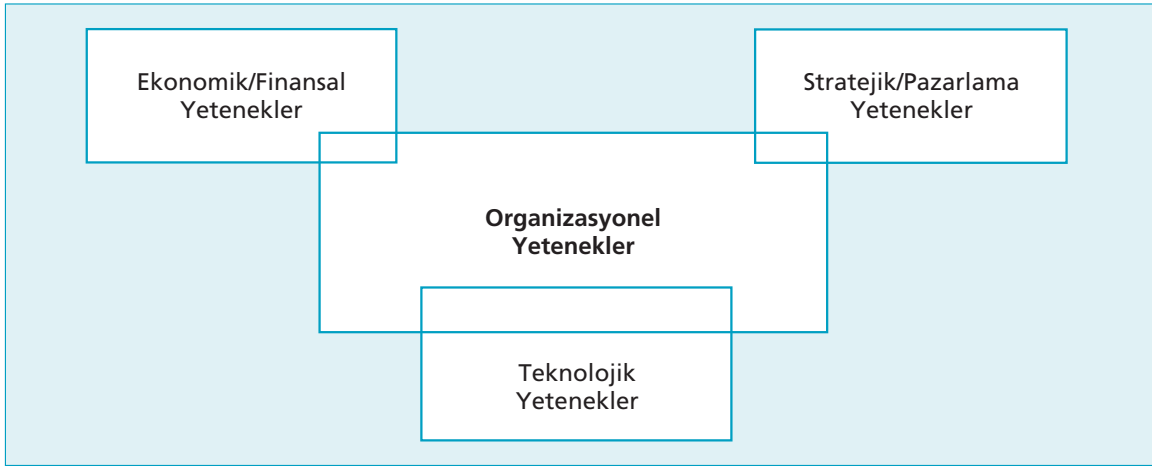 Ekonomik/Finansal
Yetenekler
Stratejik/Pazarlama
Yetenekler
Organizasyonel
Yetenekler
Teknolojik
Yetenekler